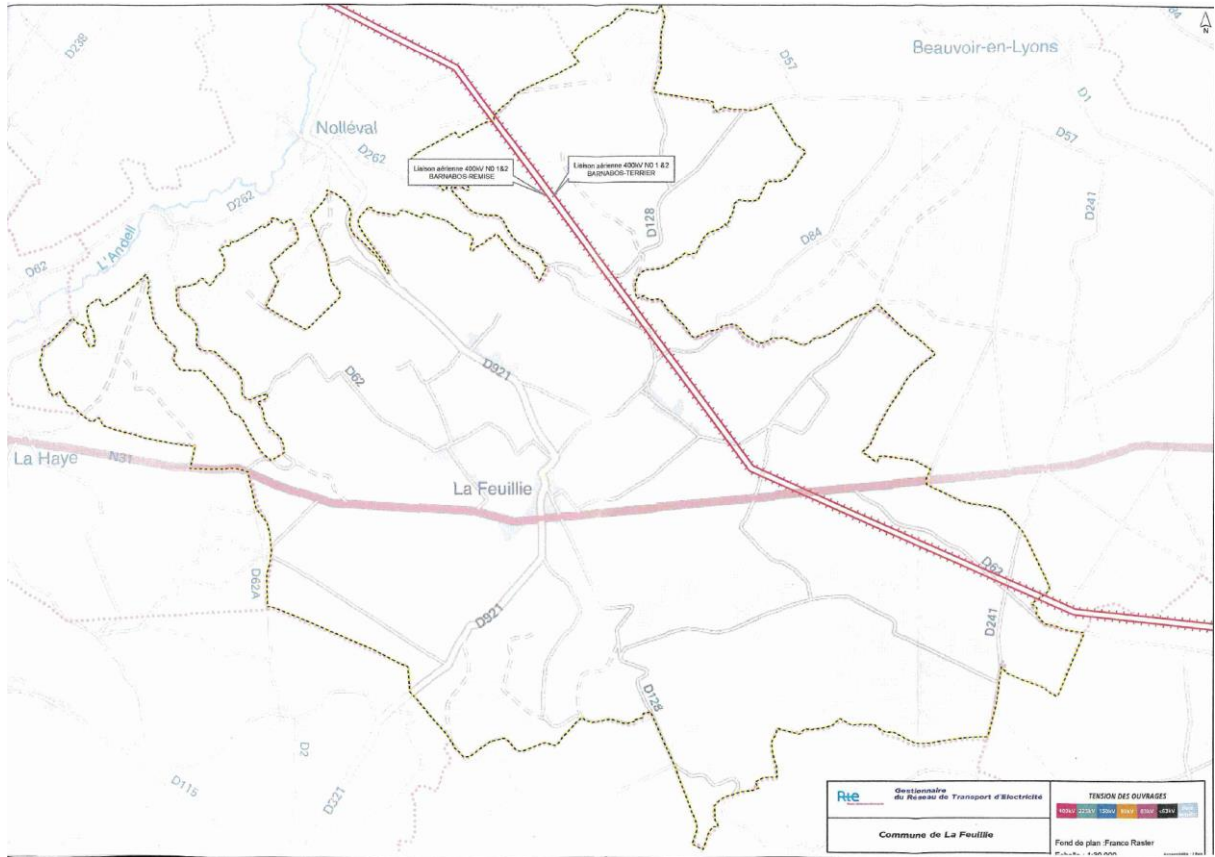 N
D84
D238
Beauvoir-en-Lyons
D57
D1
Nolléval
D57
D262
Liaison aérienne 400kV N0 1&2
BARNABOS-REMISE
Liaison aérienne 400kV N0 1&2
BARNABOS-TERRIER
D262
D241
D128
D84
L'Andell
D62
D921
D62
La Haye
N31
La Feuillie
D62
D62A
D921
D241
D128
D2
D115
D321
Rte
Gestionnaire
du Réseau de Transport d'Electricité
TENSION DES OUVRAGES
400kV 225kV 150kV 90kV 63kV <63kV
Commune de La Feuillie
Fond de plan :France Raster